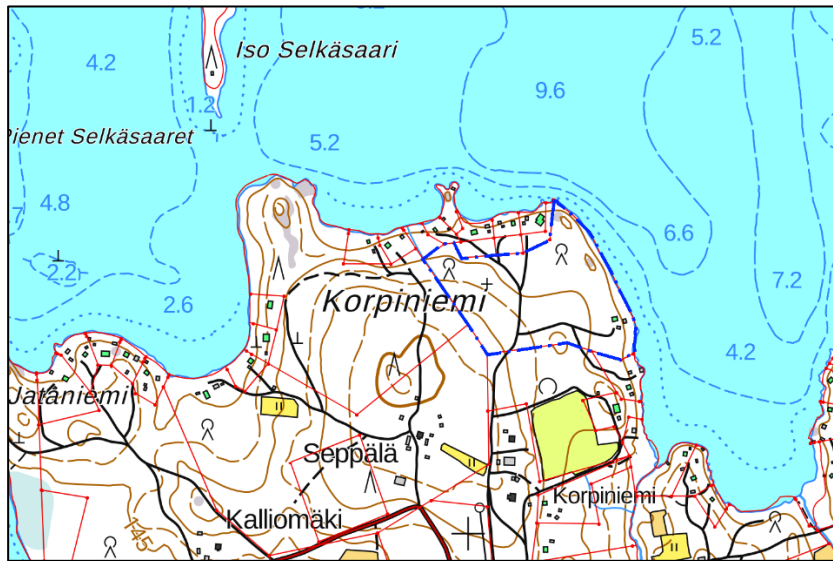 5.2
Iso Selkäsaari
4.2
9.6
1.2
Pienet Selkäsaaret
5.2
4.8
6.6
2.2
7.2
2.6
Korpiniemi
4.2
Jataniemi
Seppälä
Korpiniemi
Kalliomäki
145